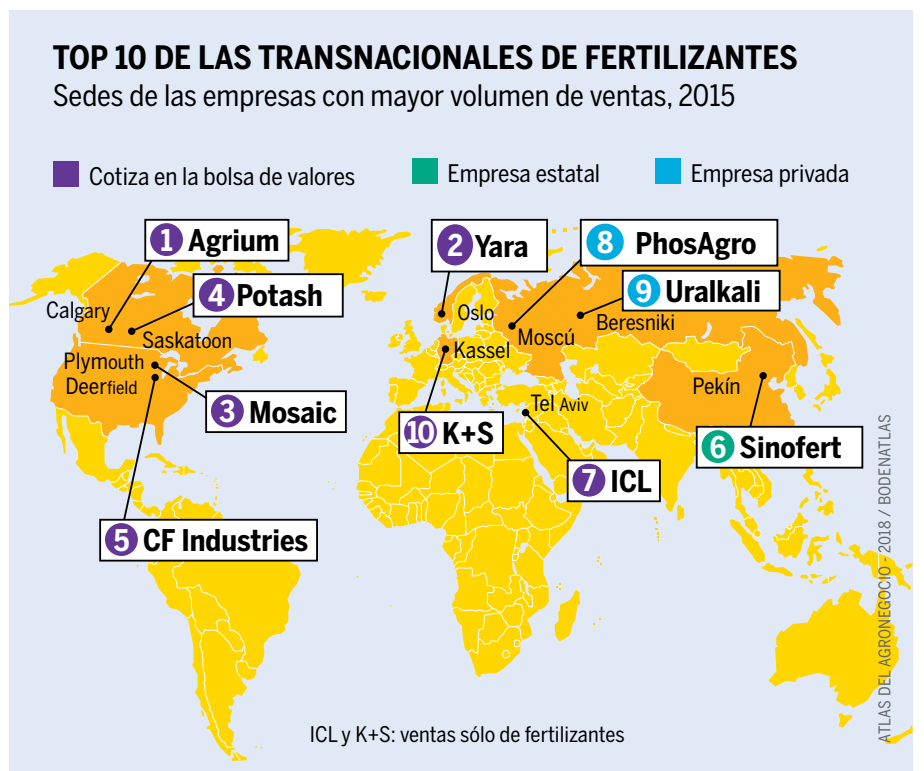 TOP 10 DE LAS TRANSNACIONALES DE FERTILIZANTES
Sedes de las empresas con mayor volumen de ventas, 2015
Cotiza en la bolsa de valores
Empresa estatal
Empresa privada
1 Agrium
2 Yara
8 PhosAgro
4 Potash
9 Uralkali
Calgary
Oslo
Saskatoon
Moscú
Beresniki
Plymouth
Kassel
Deerfield
Pekín
3 Mosaic
Tel Aviv
10 K+S
6 Sinofert
7 ICL
5 CF Industries
ICL y K+S: ventas sólo de fertilizantes
ATLAS DEL AGRONEGOCIO - 2018 / BODENATLAS